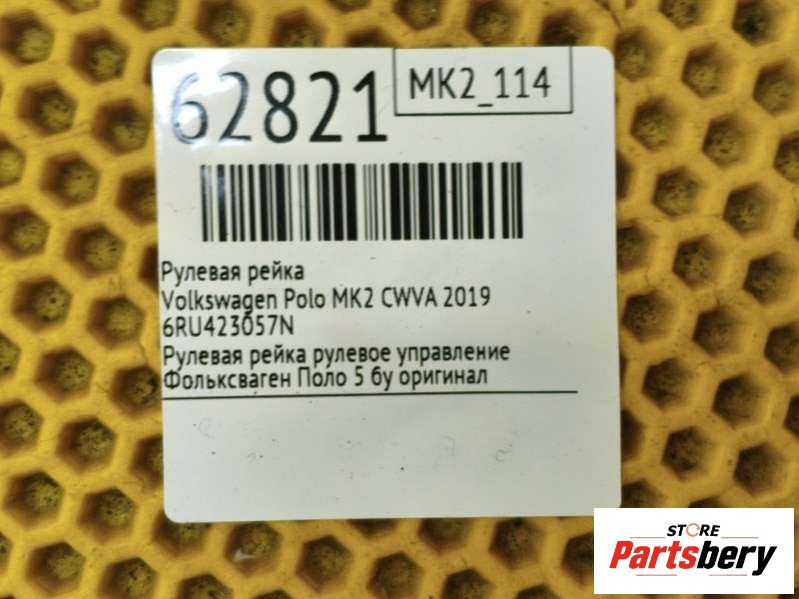 62821
MK2_114
Рулевая рейка
Volkswagen Polo MK2 CWVA 2019
6RU423057N
Рулевая рейка рулевое управление
Фольксваген Поло 5 бу оригинал
STORE
Partsbery